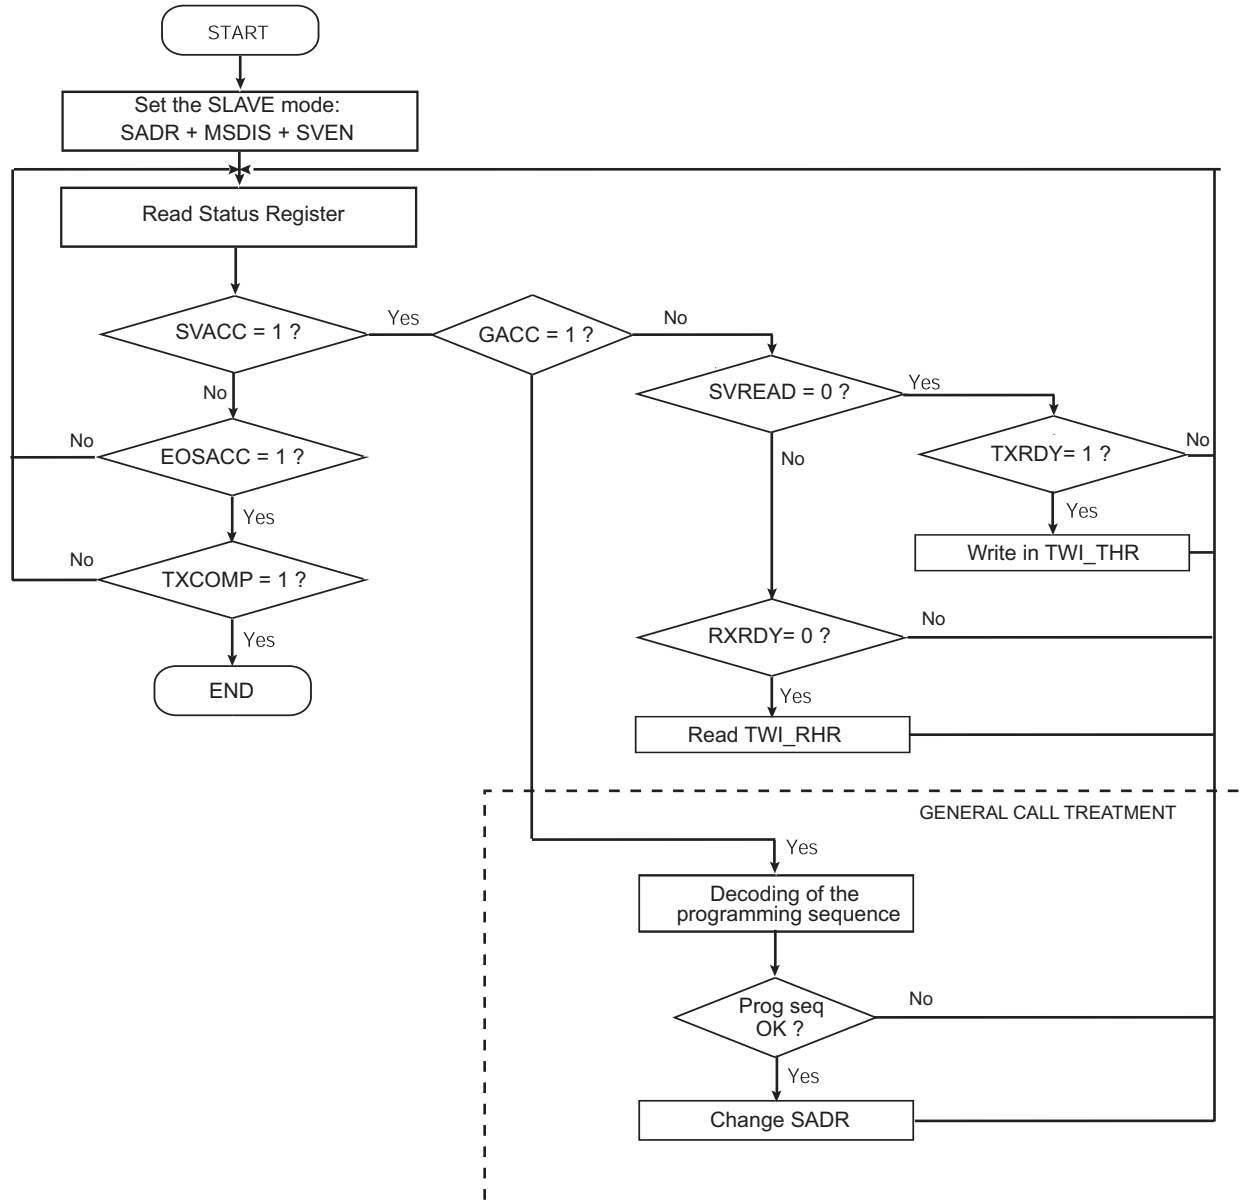 START
Set the SLAVE mode:
SADR + MSDIS + SVEN
Read Status Register
SVACC = 1 ?
Yes
GACC = 1 ?
No
SVREAD = 0 ?
Yes
No
EOSACC = 1 ?
No
TXRDY= 1 ?
No
No
Yes
Yes
Write in TWI_THR
No
TXCOMP = 1 ?
RXRDY= 0 ?
No
Yes
END
Yes
Read TWI_RHR
GENERAL CALL TREATMENT
Yes
Decoding of the
programming sequence
Prog seq
OK ?
No
Yes
Change SADR